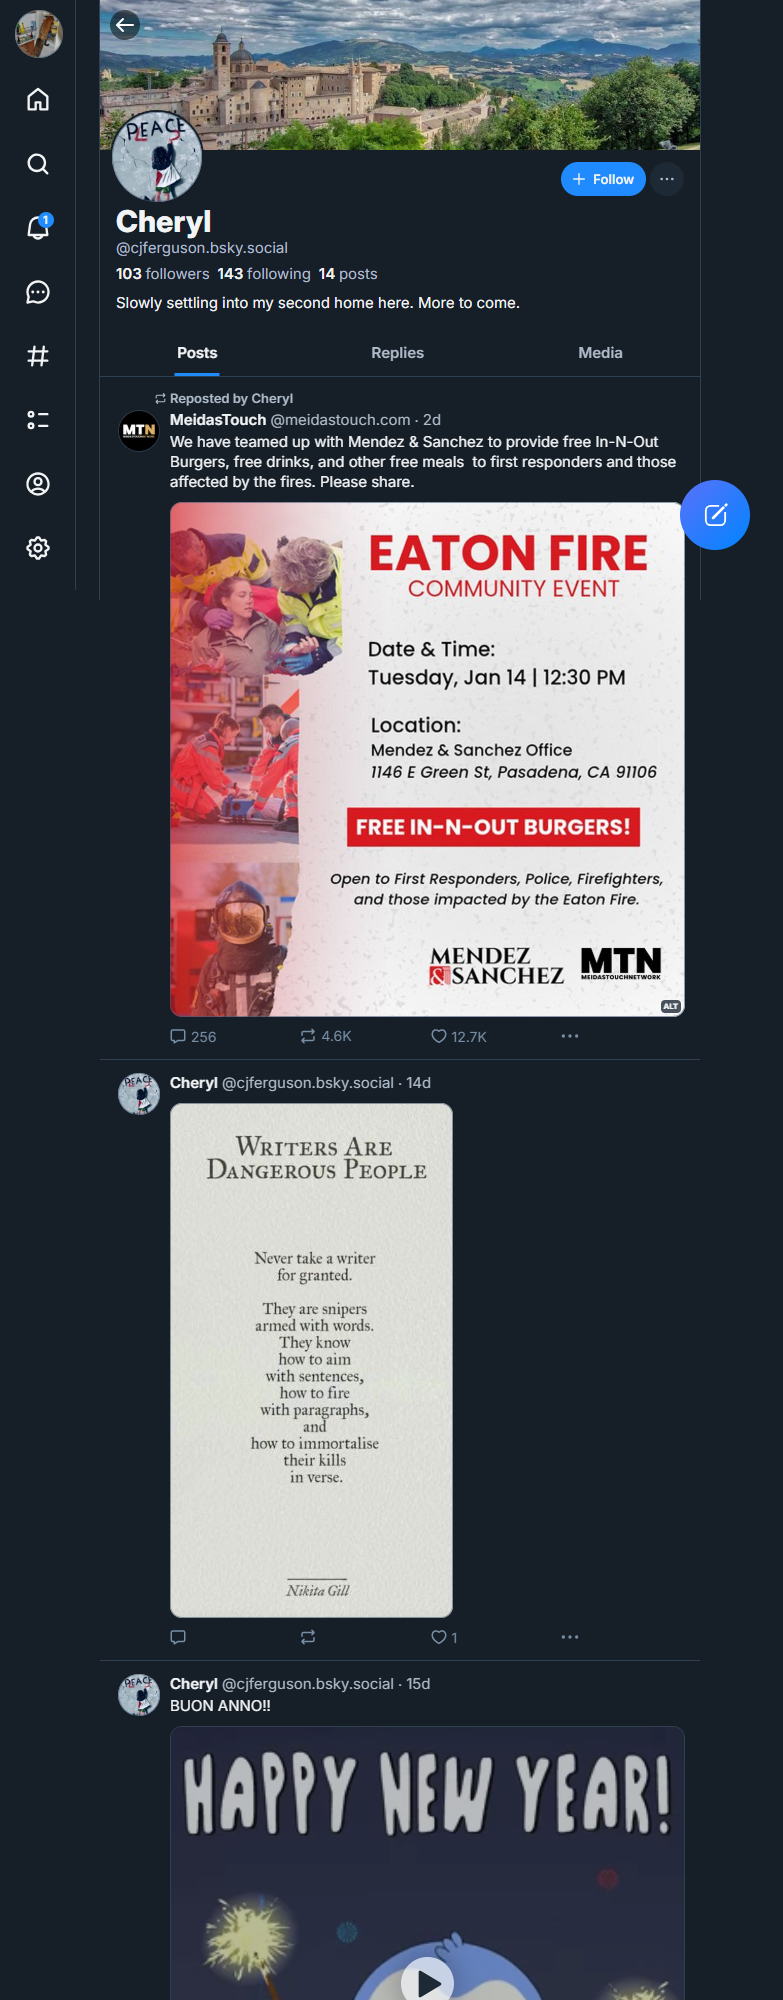 1
PEACE
+ Follow
Cheryl
@cjferguson.bsky.social
103 followers 143 following 14 posts
Slowly settling into my second home here. More to come.
Posts
Replies
Media
Reposted by Cheryl
MTN
MeidasTouch @meidastouch.com · 2d
We have teamed up with Mendez & Sanchez to provide free In-N-Out
Burgers, free drinks, and other free meals to first responders and those
affected by the fires. Please share.
EATON FIRE
COMMUNITY EVENT
Date & Time:
Tuesday, Jan 14 | 12:30 PM
Location:
Mendez & Sanchez Office
1146 E Green St, Pasadena, CA 91106
FREE IN-N-OUT BURGERS!
Open to First Responders, Police, Firefighters,
and those impacted by the Eaton Fire.
MENDEZ
&SANCHEZ
MTN
MEIDASTOUCHNETWORK
ALT
256
4.6K
12.7K
PEACE
Cheryl @cjferguson.bsky.social · 14d
WRITERS ARE
DANGEROUS PEOPLE
Never take a writer
for granted.
They are snipers
armed with words.
They know
how to aim
with sentences,
how to fire
with paragraphs,
and
how to immortalise
their kills
in verse.
Nikita Gill
1
PEACE
Cheryl @cjferguson.bsky.social · 15d
BUON ANNO!!
HAPPY NEW YEAR!